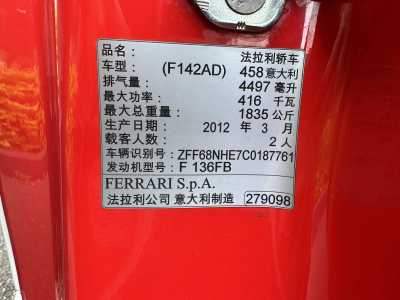 品名: 法拉利轿车
车型: (F142AD) 458 意大利
排气量: 4497 毫升
最大功率: 416 千瓦
最大总重量: 1835 公斤
生产日期: 2012 年 3 月
载客人数: 2 人
车辆识别号: ZFF68NHE7C0187761
发动机型号: F 136FB
FERRARI S.p.A.
法拉利公司 意大利制造 279098